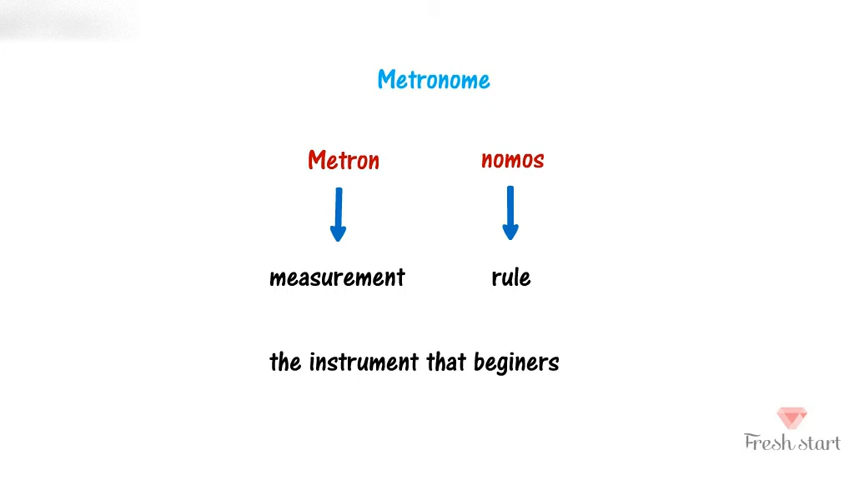 Metronome
Metron nomos
measurement rule
the instrument that beginers
Fresh start